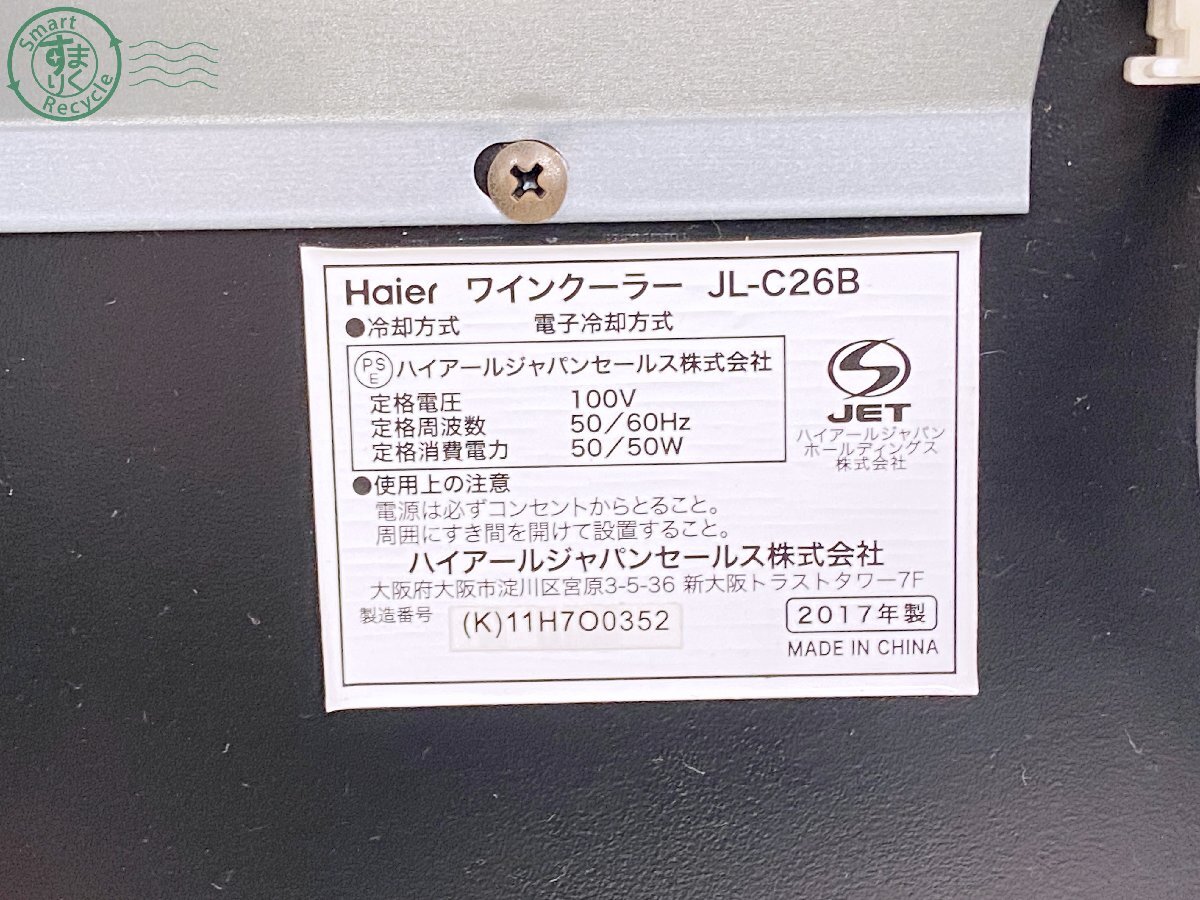 Smart
すまりく
Recycle
Haier ワインクーラー JL-C26B
●冷却方式 電子冷却方式
PSE ハイアールジャパンセールス株式会社
定格電圧 100V
定格周波数 50/60Hz
定格消費電力 50/50W
JET
ハイアールジャパン
ホールディングス
株式会社
●使用上の注意
電源は必ずコンセントからとること。
周囲にすき間を開けて設置すること。
ハイアールジャパンセールス株式会社
大阪府大阪市淀川区宮原3-5-36 新大阪トラストタワー7F
製造番号 (K)11H7O0352
2017年製
MADE IN CHINA